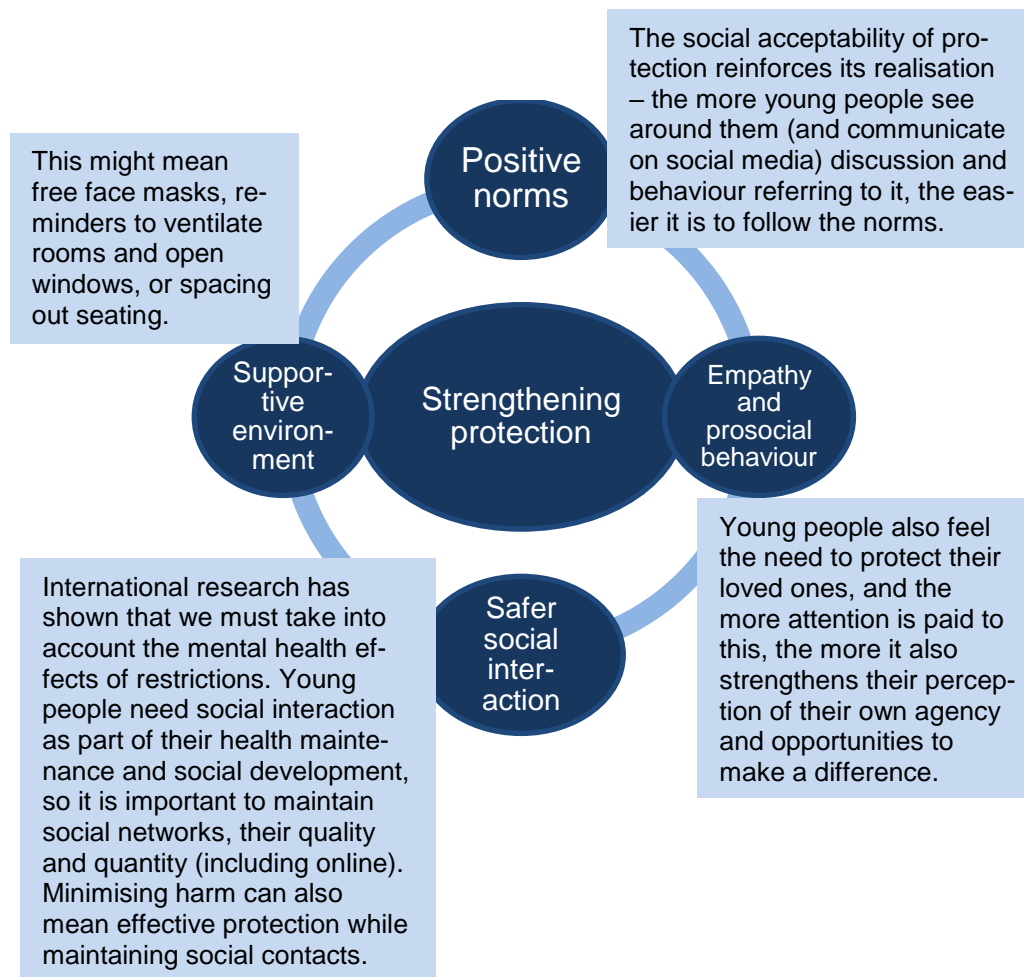 The social acceptability of pro-
tection reinforces its realisation
– the more young people see
around them (and communicate
on social media) discussion and
behaviour referring to it, the eas-
ier it is to follow the norms.
This might mean
free face masks, re-
minders to ventilate
rooms and open
windows, or spacing
out seating.
Positive
norms
Suppor-
tive
environ-
ment
Strengthening
protection
Empathy
and
prosocial
behaviour
International research has
shown that we must take into
account the mental health ef-
fects of restrictions. Young
people need social interaction
as part of their health mainte-
nance and social development,
so it is important to maintain
social networks, their quality
and quantity (including online).
Minimising harm can also
mean effective protection while
maintaining social contacts.
Safer
social
inter-
action
Young people also feel
the need to protect their
loved ones, and the
more attention is paid to
this, the more it also
strengthens their percep-
tion of their own agency
and opportunities to
make a difference.